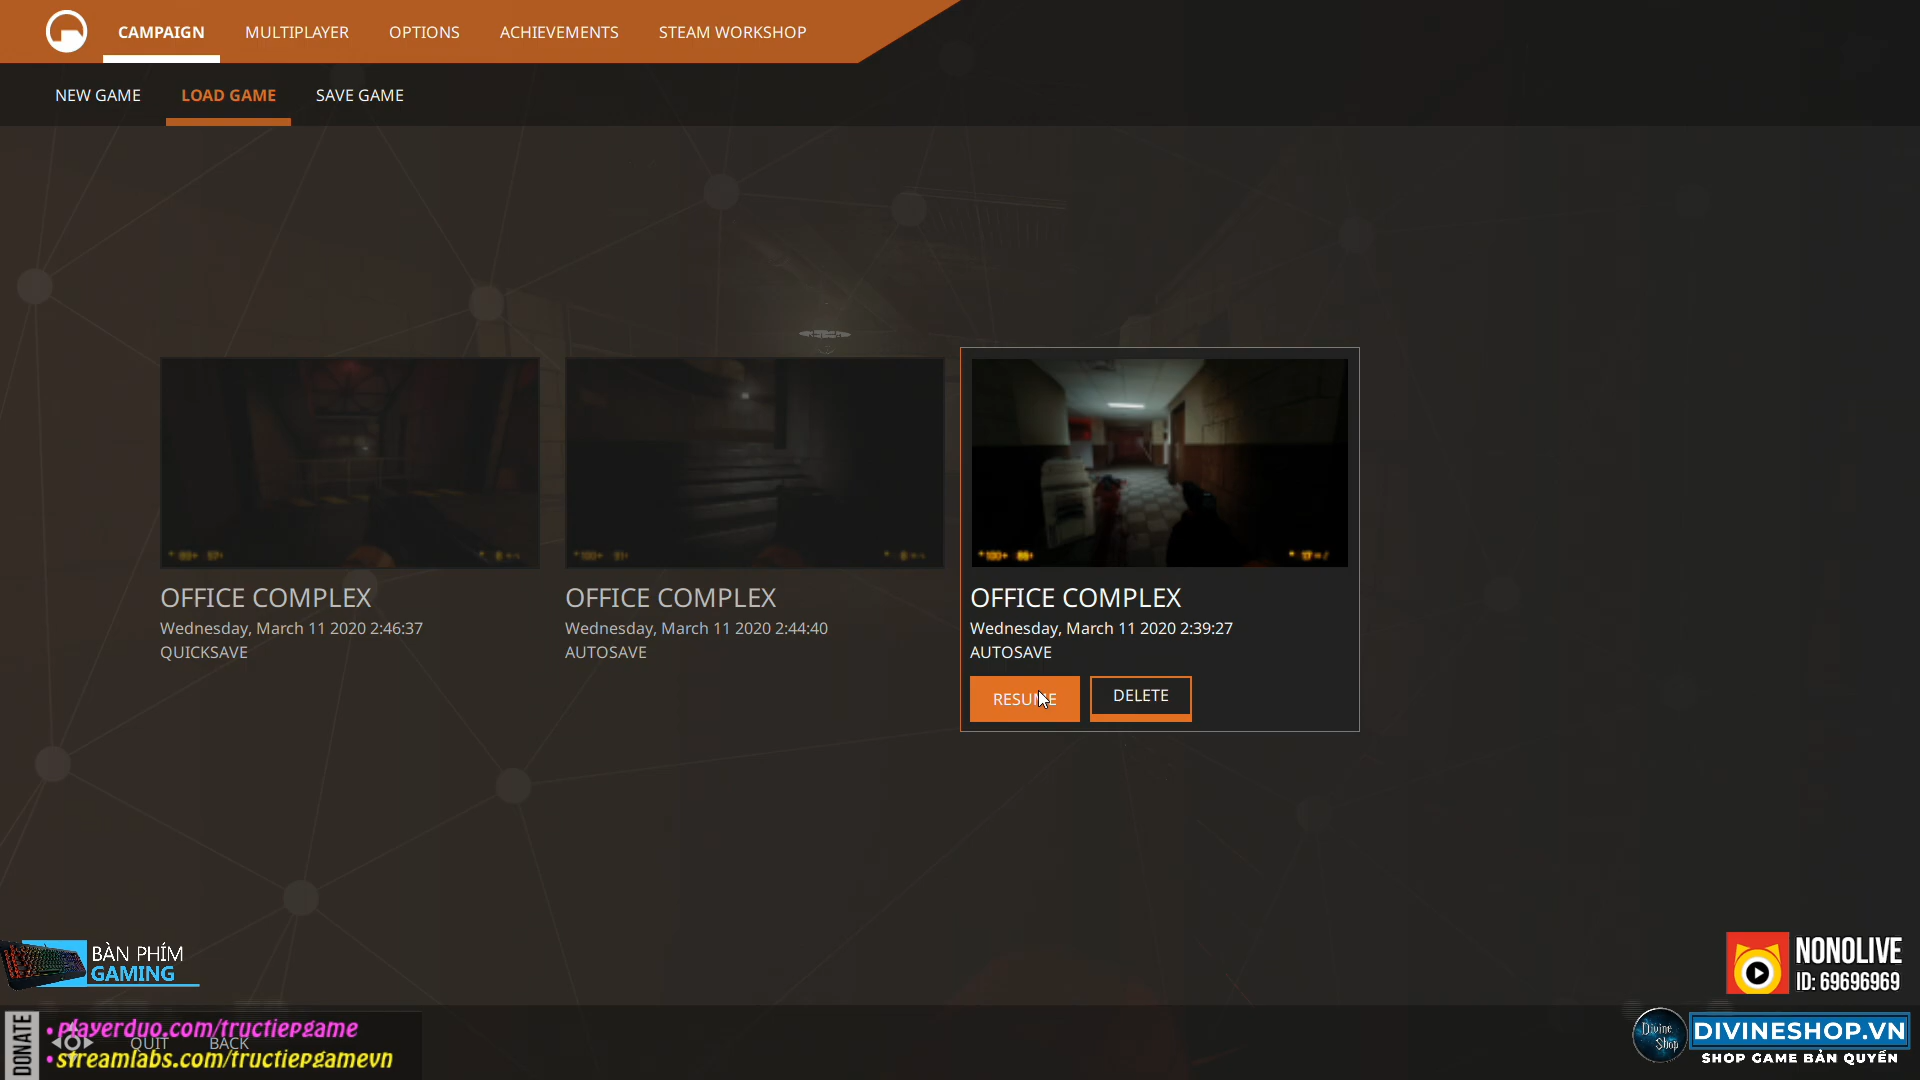 CAMPAIGN MULTIPLAYER OPTIONS ACHIEVEMENTS STEAM WORKSHOP
NEW GAME LOAD GAME SAVE GAME
OFFICE COMPLEX
Wednesday, March 11 2020 2:46:37
QUICKSAVE
OFFICE COMPLEX
Wednesday, March 11 2020 2:44:40
AUTOSAVE
OFFICE COMPLEX
Wednesday, March 11 2020 2:39:27
AUTOSAVE
RESUME DELETE
BÀN PHÍM
GAMING
NONOLIVE
ID: 69696969
DONATE
• playerduo.com/tructiepgame
QUIT BACK
• streamlabs.com/tructiepgamevn
Divine
Shop
DIVINESHOP.VN
SHOP GAME BẢN QUYỀN